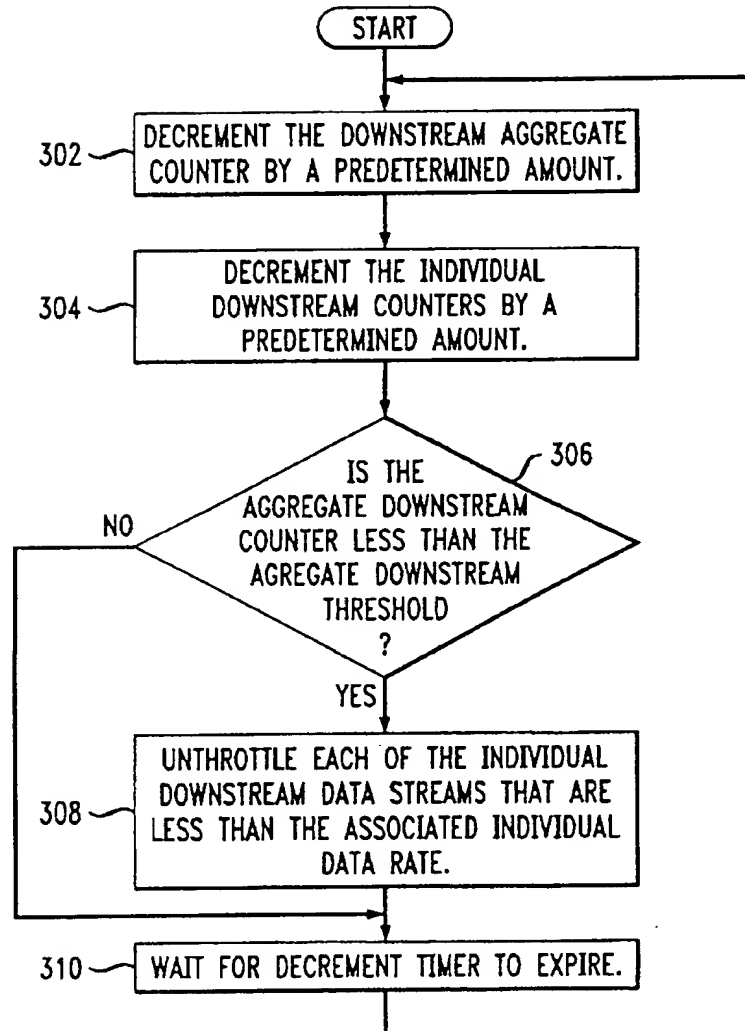 START
302
DECREMENT THE DOWNSTREAM AGGREGATE
COUNTER BY A PREDETERMINED AMOUNT.
304
DECREMENT THE INDIVIDUAL
DOWNSTREAM COUNTERS BY A
PREDETERMINED AMOUNT.
306
IS THE
AGGREGATE DOWNSTREAM
COUNTER LESS THAN THE
AGREGATE DOWNSTREAM
THRESHOLD
?
NO
YES
308
UNTHROTTLE EACH OF THE INDIVIDUAL
DOWNSTREAM DATA STREAMS THAT ARE
LESS THAN THE ASSOCIATED INDIVIDUAL
DATA RATE.
310
WAIT FOR DECREMENT TIMER TO EXPIRE.